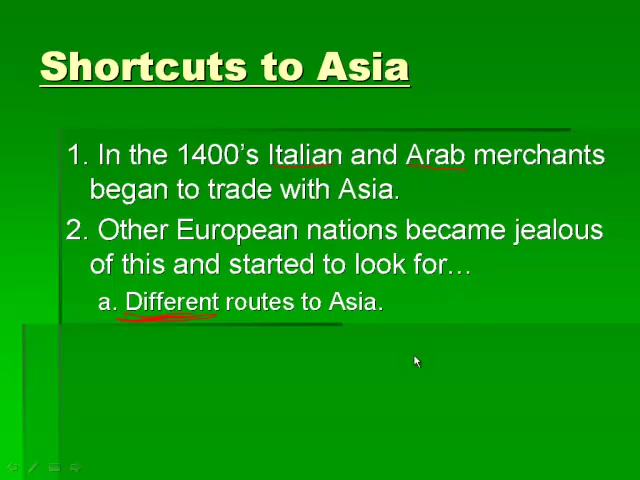 Shortcuts to Asia
1. In the 1400's Italian and Arab merchants
began to trade with Asia.
2. Other European nations became jealous
of this and started to look for…
a. Different routes to Asia.